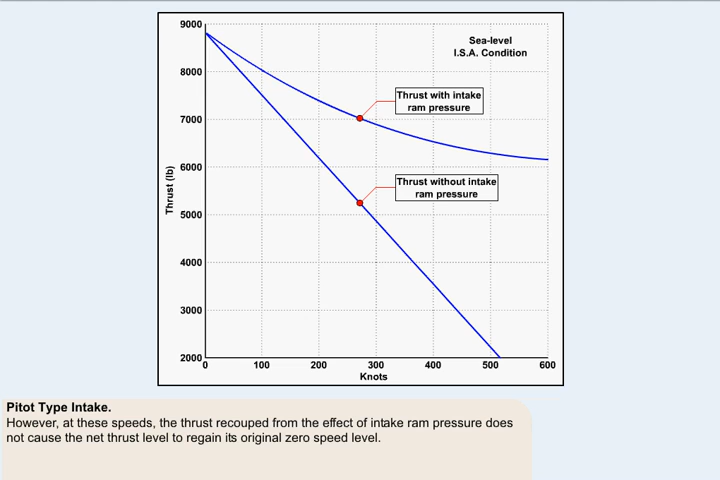 9000
8000
7000
6000
5000
4000
3000
2000
Thrust (lb)
0
100
200
300
400
500
600
Knots
Sea-level
I.S.A. Condition
Thrust with intake
ram pressure
Thrust without intake
ram pressure
Pitot Type Intake.
However, at these speeds, the thrust recouped from the effect of intake ram pressure does
not cause the net thrust level to regain its original zero speed level.